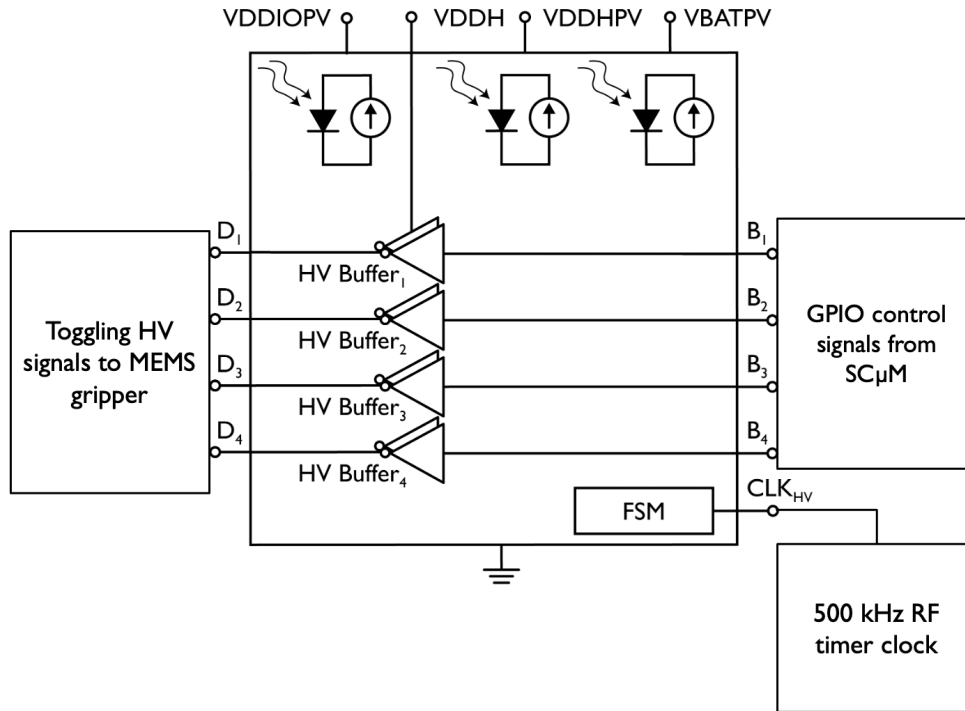 VDDIOPV VDDH VDDHPV VBATPV
D₁ B₁
HV Buffer₁
D₂ B₂
HV Buffer₂
D₃ B₃
HV Buffer₃
D₄ B₄
HV Buffer₄
Toggling HV
signals to MEMS
gripper
GPIO control
signals from
SCμM
FSM
CLK_HV
500 kHz RF
timer clock